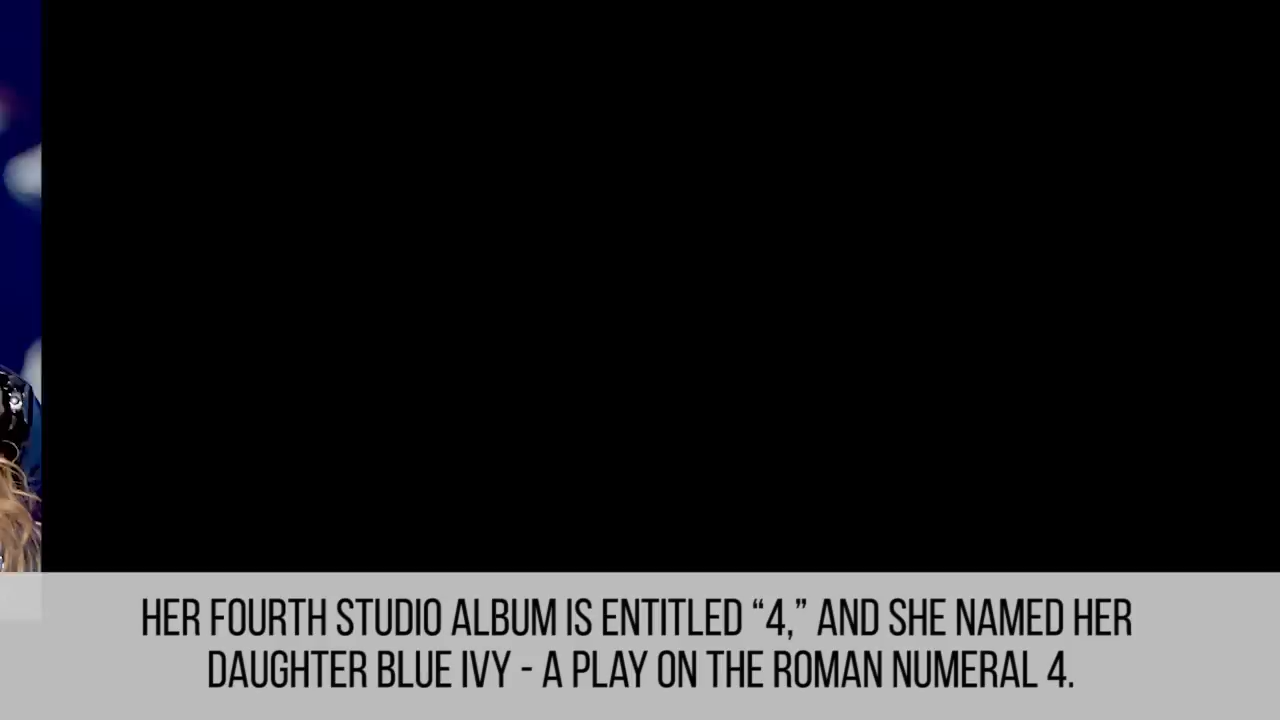 HER FOURTH STUDIO ALBUM IS ENTITLED “4,” AND SHE NAMED HER
DAUGHTER BLUE IVY - A PLAY ON THE ROMAN NUMERAL 4.